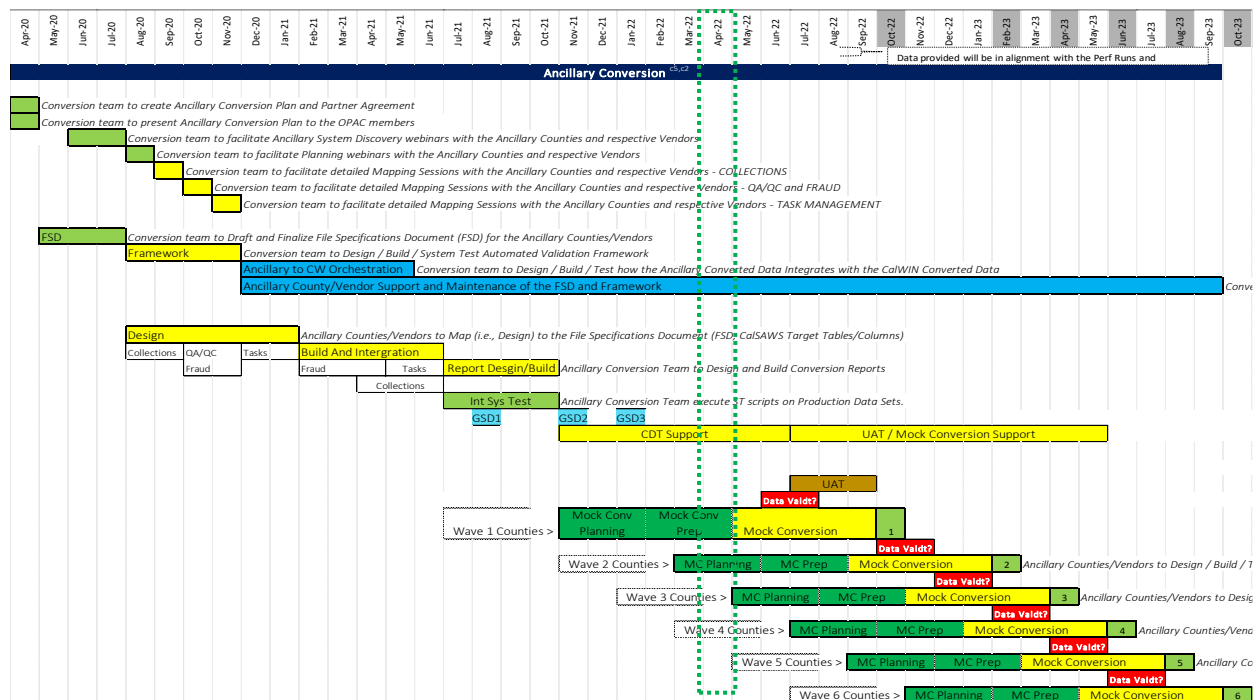 Apr-20 May-20 Jun-20 Jul-20 Aug-20 Sep-20 Oct-20 Nov-20 Dec-20 Jan-21 Feb-21 Mar-21 Apr-21 May-21 Jun-21 Jul-21 Aug-21 Sep-21 Oct-21 Nov-21 Dec-21 Jan-22 Feb-22 Mar-22 Apr-22 May-22 Jun-22 Jul-22 Aug-22 Sep-22 Oct-22 Nov-22 Dec-22 Jan-23 Feb-23 Mar-23 Apr-23 May-23 Jun-23 Jul-23 Aug-23 Sep-23 Oct-23
Data provided will be in alignment with the Perf Runs and
Ancillary Conversion c5,c2
Conversion team to create Ancillary Conversion Plan and Partner Agreement
Conversion team to present Ancillary Conversion Plan to the OPAC members
Conversion team to facilitate Ancillary System Discovery webinars with the Ancillary Counties and respective Vendors
Conversion team to facilitate Planning webinars with the Ancillary Counties and respective Vendors
Conversion team to facilitate detailed Mapping Sessions with the Ancillary Counties and respective Vendors - COLLECTIONS
Conversion team to facilitate detailed Mapping Sessions with the Ancillary Counties and respective Vendors - QA/QC and FRAUD
Conversion team to facilitate detailed Mapping Sessions with the Ancillary Counties and respective Vendors - TASK MANAGEMENT
FSD Conversion team to Draft and Finalize File Specifications Document (FSD) for the Ancillary Counties/Vendors
Framework Conversion team to Design / Build / System Test Automated Validation Framework
Ancillary to CW Orchestration Conversion team to Design / Build / Test how the Ancillary Converted Data Integrates with the CalWIN Converted Data
Ancillary County/Vendor Support and Maintenance of the FSD and Framework Conve
Design Ancillary Counties/Vendors to Map (i.e., Design) to the File Specifications Document (FSD, CalSAWS Target Tables/Columns)
Collections QA/QC Tasks Build And Intergration
Fraud Fraud Tasks Report Desgin/Build Ancillary Conversion Team to Design and Build Conversion Reports
Collections
Int Sys Test Ancillary Conversion Team execute ST scripts on Production Data Sets.
GSD1 GSD2 GSD3
CDT Support UAT / Mock Conversion Support
UAT
Data Valdt?
Wave 1 Counties > Mock Conv Planning Mock Conv Prep Mock Conversion 1
Data Valdt?
Wave 2 Counties > MC Planning MC Prep Mock Conversion 2 Ancillary Counties/Vendors to Design / Build / T
Data Valdt?
Wave 3 Counties > MC Planning MC Prep Mock Conversion 3 Ancillary Counties/Vendors to Desig
Data Valdt?
Wave 4 Counties > MC Planning MC Prep Mock Conversion 4 Ancillary Counties/Vendo
Data Valdt?
Wave 5 Counties > MC Planning MC Prep Mock Conversion 5 Ancillary Co
Data Valdt?
Wave 6 Counties > MC Planning MC Prep Mock Conversion 6